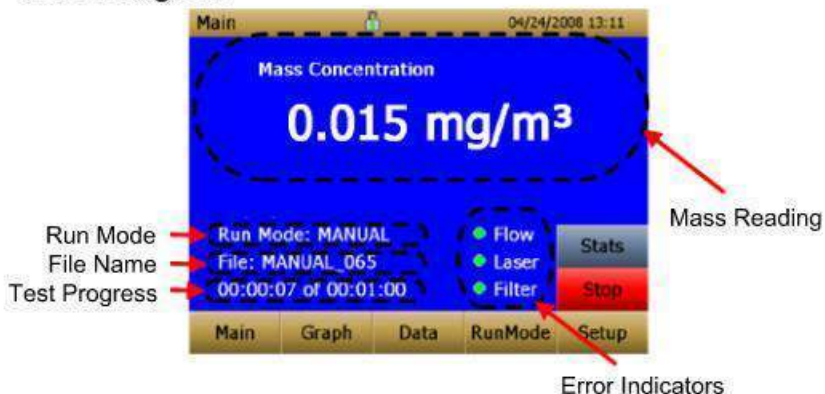 Main 04/24/2008 13:11
Mass Concentration
0.015 mg/m³
Mass Reading
Run Mode
Run Mode: MANUAL
Flow
Stats
File Name
File: MANUAL_065
Laser
Test Progress
00:00:07 of 00:01:00
Filter
Stop
Main Graph Data RunMode Setup
Error Indicators